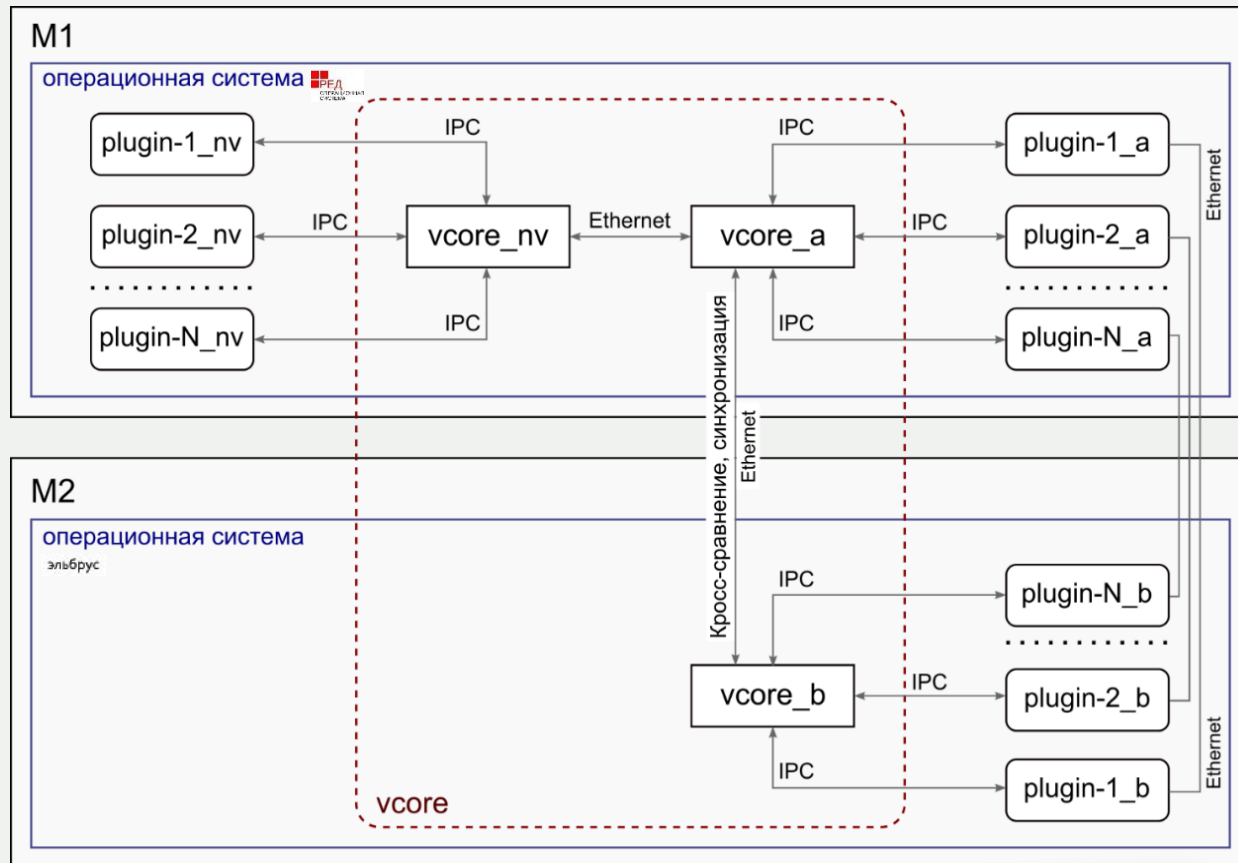 M1
операционная система
РЕД
ОПЕРАЦИОННАЯ
СИСТЕМА
IPC
IPC
plugin-1_nv
plugin-1_a
Ethernet
plugin-2_nv
IPC
vcore_nv
Ethernet
vcore_a
IPC
plugin-2_a
plugin-N_nv
IPC
IPC
plugin-N_a
Кросс-сравнение, синхронизация
Ethernet
M2
операционная система
эльбрус
IPC
plugin-N_b
vcore_b
IPC
plugin-2_b
Ethernet
IPC
plugin-1_b
vcore